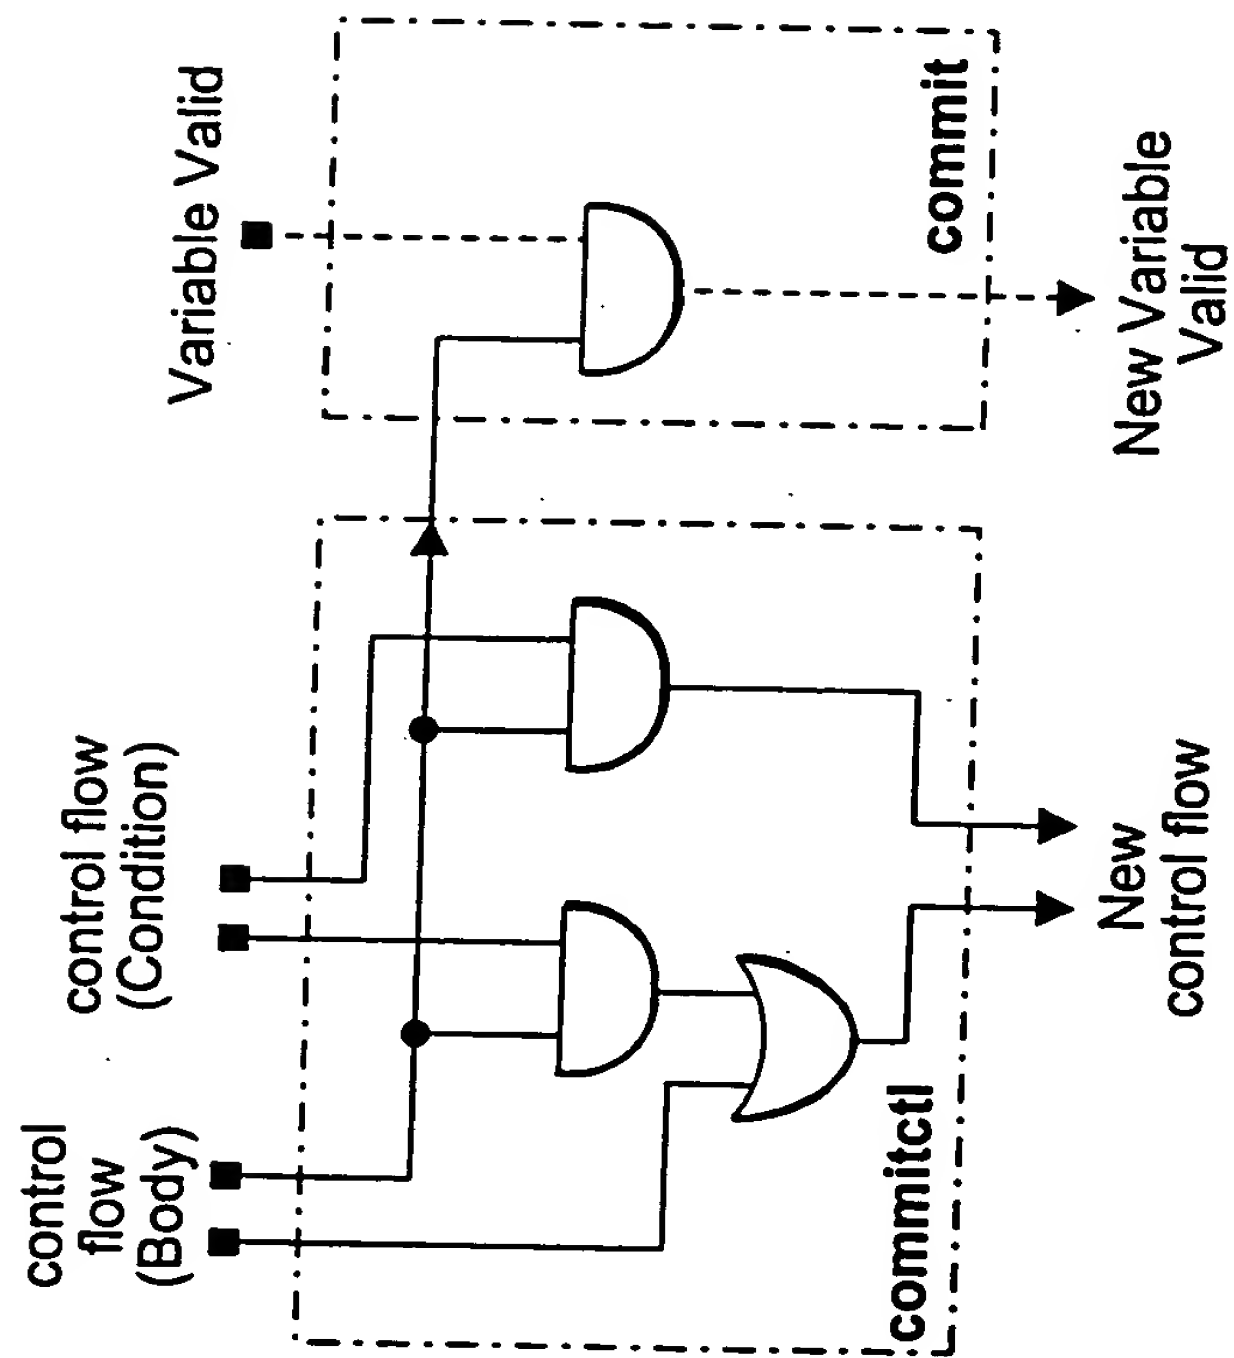 control
flow
(Body)
control flow
(Condition)
Variable Valid
commitctl
commit
New
control flow
New Variable
Valid